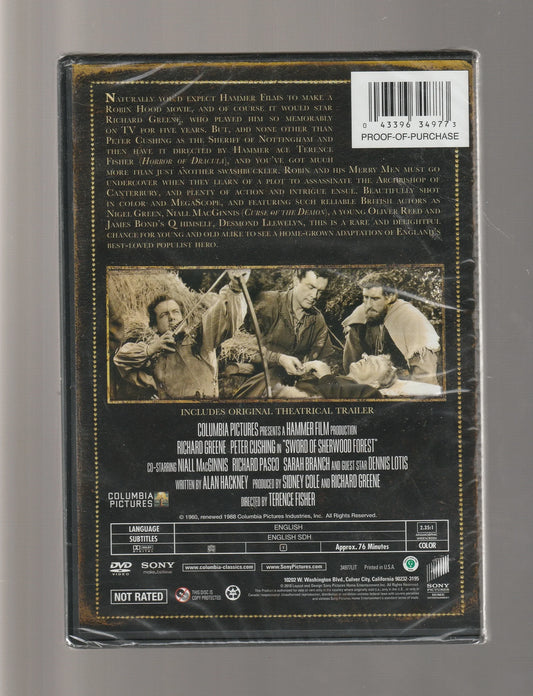 NATURALLY YOU'D EXPECT HAMMER FILMS TO MAKE A
ROBIN HOOD MOVIE, AND OF COURSE IT WOULD STAR
RICHARD GREENE, WHO PLAYED HIM SO MEMORABLY
ON TV FOR FIVE YEARS. BUT, ADD NONE OTHER THAN
PETER CUSHING AS THE SHERIFF OF NOTTINGHAM AND
THEN HAVE IT DIRECTED BY HAMMER ACE TERENCE
FISHER (HORROR OF DRACULA), AND YOU'VE GOT MUCH
MORE THAN JUST ANOTHER SWASHBUCKLER. ROBIN AND HIS MERRY MEN MUST GO
UNDERCOVER WHEN THEY LEARN OF A PLOT TO ASSASSINATE THE ARCHBISHOP OF
CANTERBURY, AND PLENTY OF ACTION AND INTRIGUE ENSUE. BEAUTIFULLY SHOT
IN COLOR AND MEGASCOPE, AND FEATURING SUCH RELIABLE BRITISH ACTORS AS
NIGEL GREEN, NIALL MACGINNIS (CURSE OF THE DEMON), A YOUNG OLIVER REED AND
JAMES BOND'S Q HIMSELF, DESMOND LLEWELYN, THIS IS A RARE AND DELIGHTFUL
CHANCE FOR YOUNG AND OLD ALIKE TO SEE A HOME-GROWN ADAPTATION OF ENGLAND'S
BEST-LOVED POPULIST HERO.
0 43396 34977 3
PROOF-OF-PURCHASE
INCLUDES ORIGINAL THEATRICAL TRAILER
COLUMBIA PICTURES PRESENTS A HAMMER FILM PRODUCTION
RICHARD GREENE PETER CUSHING IN "SWORD OF SHERWOOD FOREST"
CO-STARRING NIALL MACGINNIS RICHARD PASCO SARAH BRANCH AND GUEST STAR DENNIS LOTIS
WRITTEN BY ALAN HACKNEY PRODUCED BY SIDNEY COLE AND RICHARD GREENE
DIRECTED BY TERENCE FISHER
COLUMBIA
PICTURES
© 1960, renewed 1988 Columbia Pictures Industries, Inc. All Rights Reserved.
LANGUAGE ENGLISH 2.35:1
SUBTITLES ENGLISH SDH
Approx. 76 Minutes COLOR
DVD VIDEO SONY make.believe www.columbia-classics.com www.SonyPictures.com 34977LIT Printed in U.S.A.
10202 W. Washington Blvd., Culver City, California 90232-3195
NOT RATED
THIS DISC IS
COPY PROTECTED
SONY
PICTURES